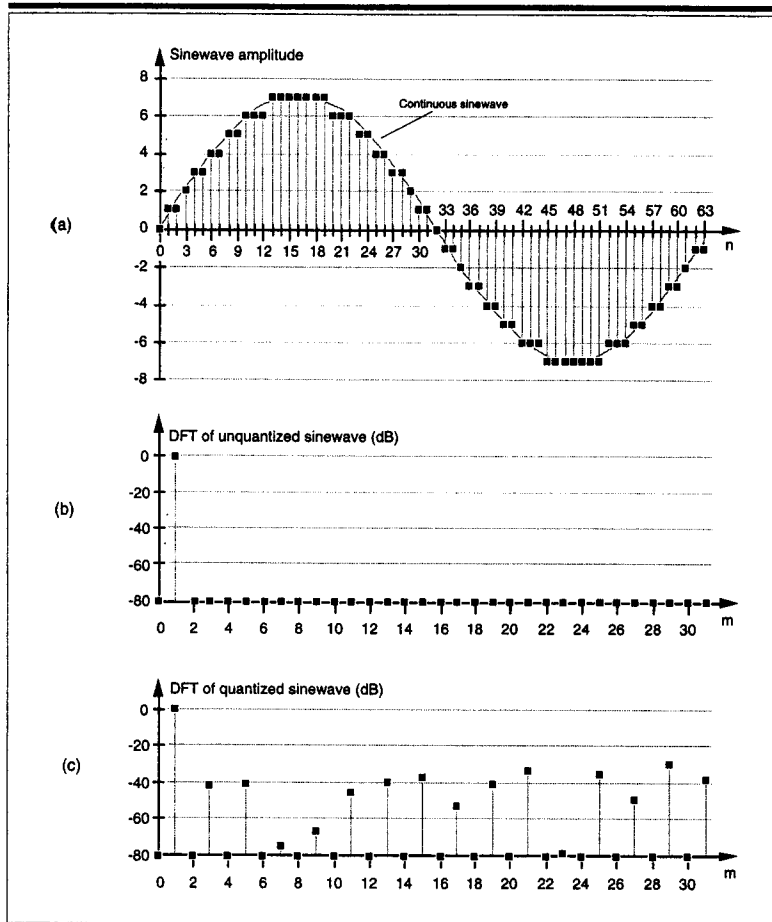 Sinewave amplitude
8
6
Continuous sinewave
4
2
33 36 39 42 45 48 51 54 57 60 63
(a)
0
0 3 6 9 12 15 18 21 24 27 30
n
-2
-4
-6
-8
DFT of unquantized sinewave (dB)
0
-20
(b)
-40
-60
-80
m
0 2 4 6 8 10 12 14 16 18 20 22 24 26 28 30
DFT of quantized sinewave (dB)
0
-20
(c)
-40
-60
-80
m
0 2 4 6 8 10 12 14 16 18 20 22 24 26 28 30